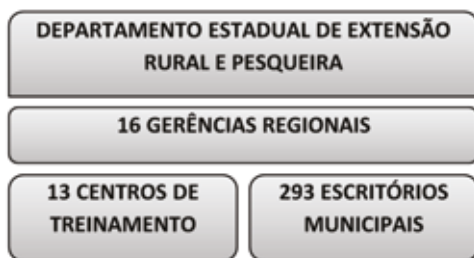 DEPARTAMENTO ESTADUAL DE EXTENSÃO
RURAL E PESQUEIRA
16 GERÊNCIAS REGIONAIS
13 CENTROS DE
TREINAMENTO
293 ESCRITÓRIOS
MUNICIPAIS